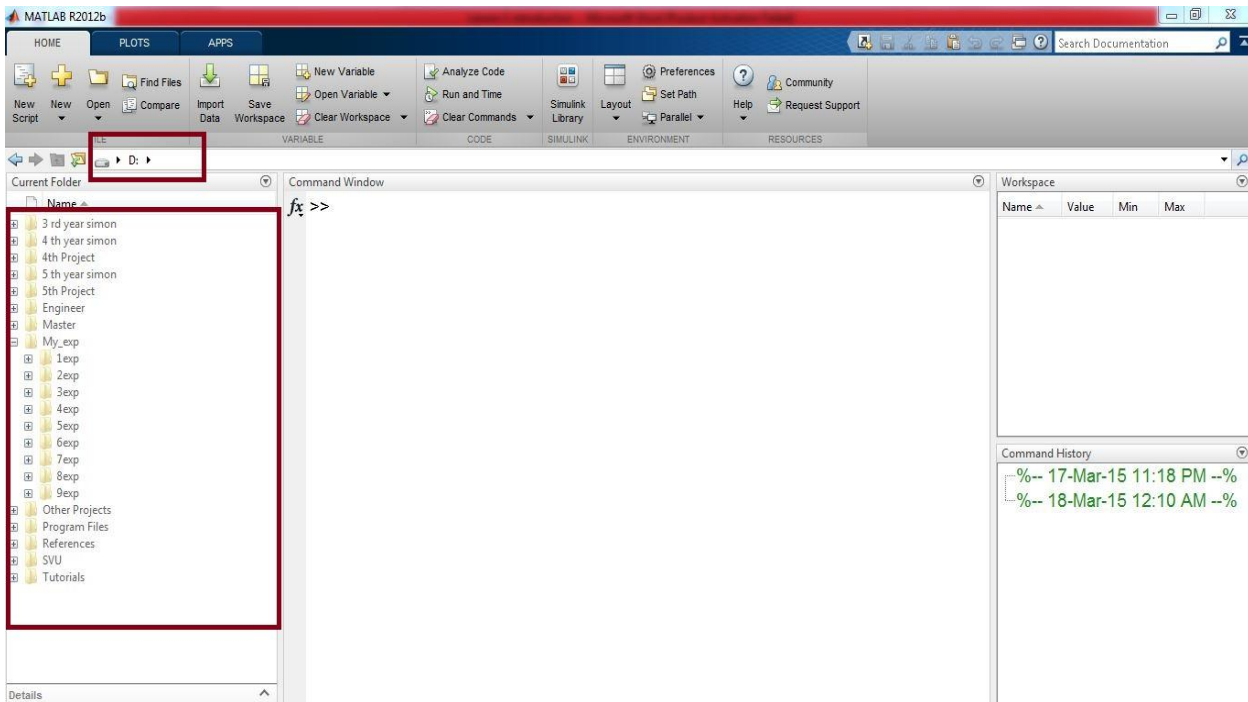 MATLAB R2012b
HOME PLOTS APPS
Search Documentation
New Script
New
Open
Find Files
Compare
Import Data
Save Workspace
New Variable
Open Variable
Clear Workspace
Analyze Code
Run and Time
Clear Commands
Simulink Library
Layout
Preferences
Set Path
Parallel
Help
Community
Request Support
VARIABLE CODE SIMULINK ENVIRONMENT RESOURCES
D:
Current Folder
Name
3 rd year simon
4 th year simon
4th Project
5 th year simon
5th Project
Engineer
Master
My_exp
1exp
2exp
3exp
4exp
5exp
6exp
7exp
8exp
9exp
Other Projects
Program Files
References
SVU
Tutorials
Details
Command Window
fx >>
Workspace
Name Value Min Max
Command History
%-- 17-Mar-15 11:18 PM --%
%-- 18-Mar-15 12:10 AM --%